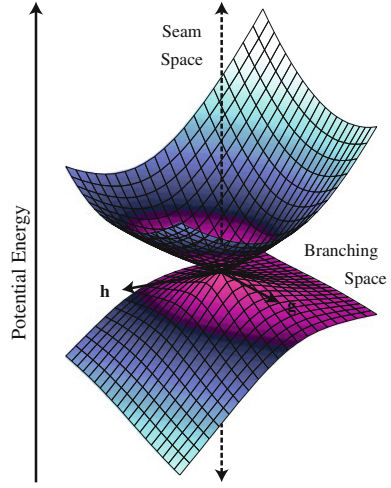 Seam
Space
Potential Energy
Branching
Space
h
g